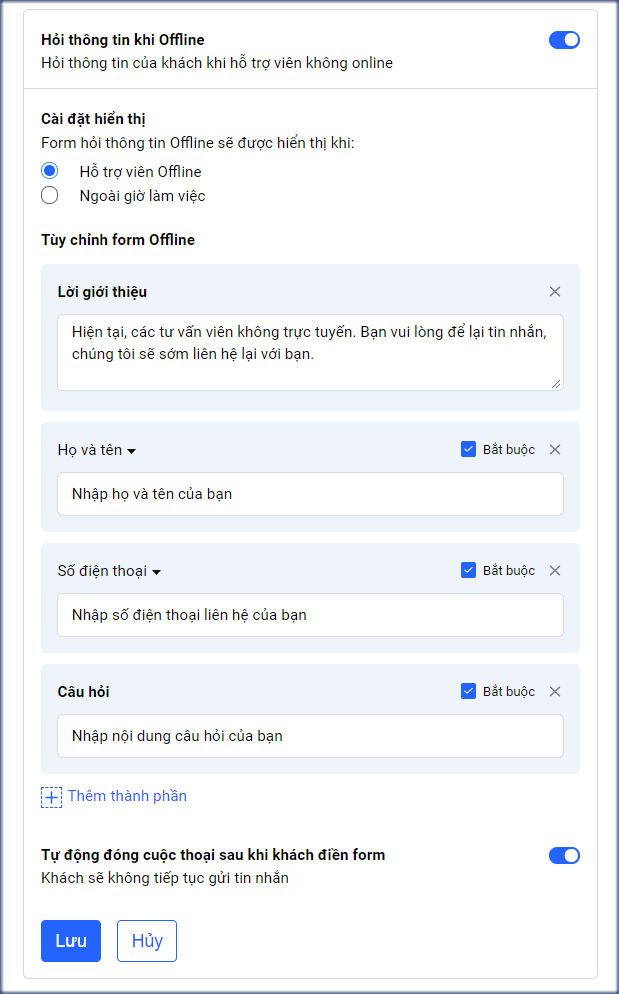 Hỏi thông tin khi Offline
Hỏi thông tin của khách khi hỗ trợ viên không online
Cài đặt hiển thị
Form hỏi thông tin Offline sẽ được hiển thị khi:
Hỗ trợ viên Offline
Ngoài giờ làm việc
Tùy chỉnh form Offline
Lời giới thiệu
Hiện tại, các tư vấn viên không trực tuyến. Bạn vui lòng để lại tin nhắn,
chúng tôi sẽ sớm liên hệ lại với bạn.
Họ và tên Bắt buộc
Nhập họ và tên của bạn
Số điện thoại Bắt buộc
Nhập số điện thoại liên hệ của bạn
Câu hỏi Bắt buộc
Nhập nội dung câu hỏi của bạn
Thêm thành phần
Tự động đóng cuộc thoại sau khi khách điền form
Khách sẽ không tiếp tục gửi tin nhắn
Lưu Hủy